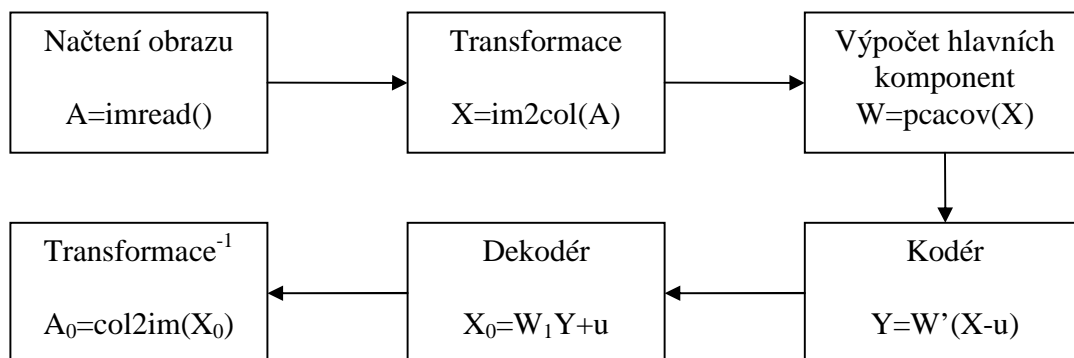 Načtení obrazu
A=imread()
Transformace
X=im2col(A)
Výpočet hlavních
komponent
W=pcacov(X)
Transformace⁻¹
A₀=col2im(X₀)
Dekodér
X₀=W₁Y+u
Kodér
Y=W’(X-u)